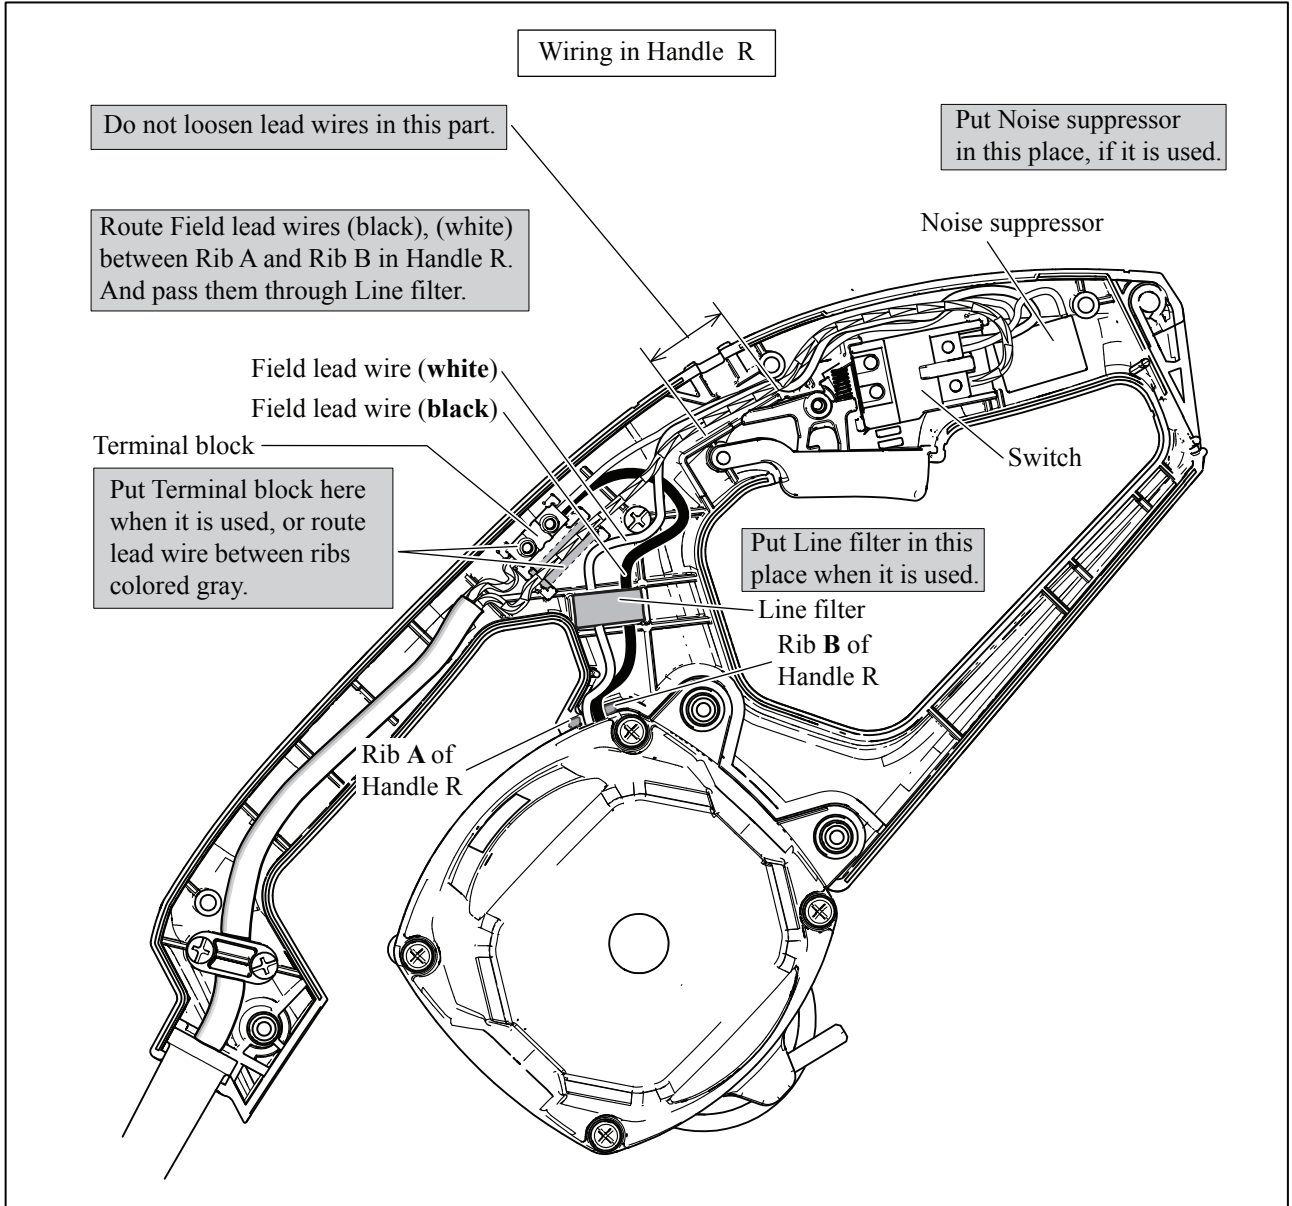 Wiring in Handle R
Do not loosen lead wires in this part.
Put Noise suppressor
in this place, if it is used.
Route Field lead wires (black), (white)
between Rib A and Rib B in Handle R.
And pass them through Line filter.
Noise suppressor
Field lead wire (white)
Field lead wire (black)
Terminal block
Switch
Put Terminal block here
when it is used, or route
lead wire between ribs
colored gray.
Put Line filter in this
place when it is used.
Line filter
Rib B of
Handle R
Rib A of
Handle R